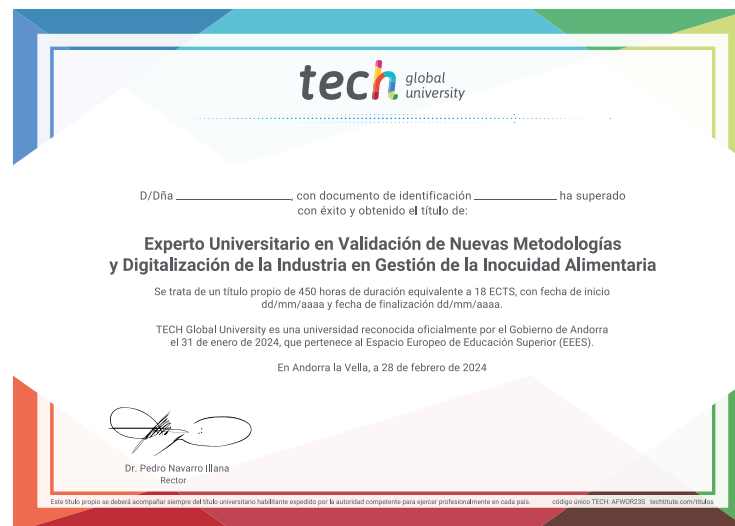 tech global university
D/Dña ______________________, con documento de identificación ________________ ha superado
con éxito y obtenido el título de:
Experto Universitario en Validación de Nuevas Metodologías
y Digitalización de la Industria en Gestión de la Inocuidad Alimentaria
Se trata de un título propio de 450 horas de duración equivalente a 18 ECTS, con fecha de inicio
dd/mm/aaaa y fecha de finalización dd/mm/aaaa.
TECH Global University es una universidad reconocida oficialmente por el Gobierno de Andorra
el 31 de enero de 2024, que pertenece al Espacio Europeo de Educación Superior (EEES).
En Andorra la Vella, a 28 de febrero de 2024
Dr. Pedro Navarro Illana
Rector
Este título propio se deberá acompañar siempre del título universitario habilitante expedido por la autoridad competente para ejercer profesionalmente en cada país. código único TECH: AFWOR23S techtitute.com/titulos